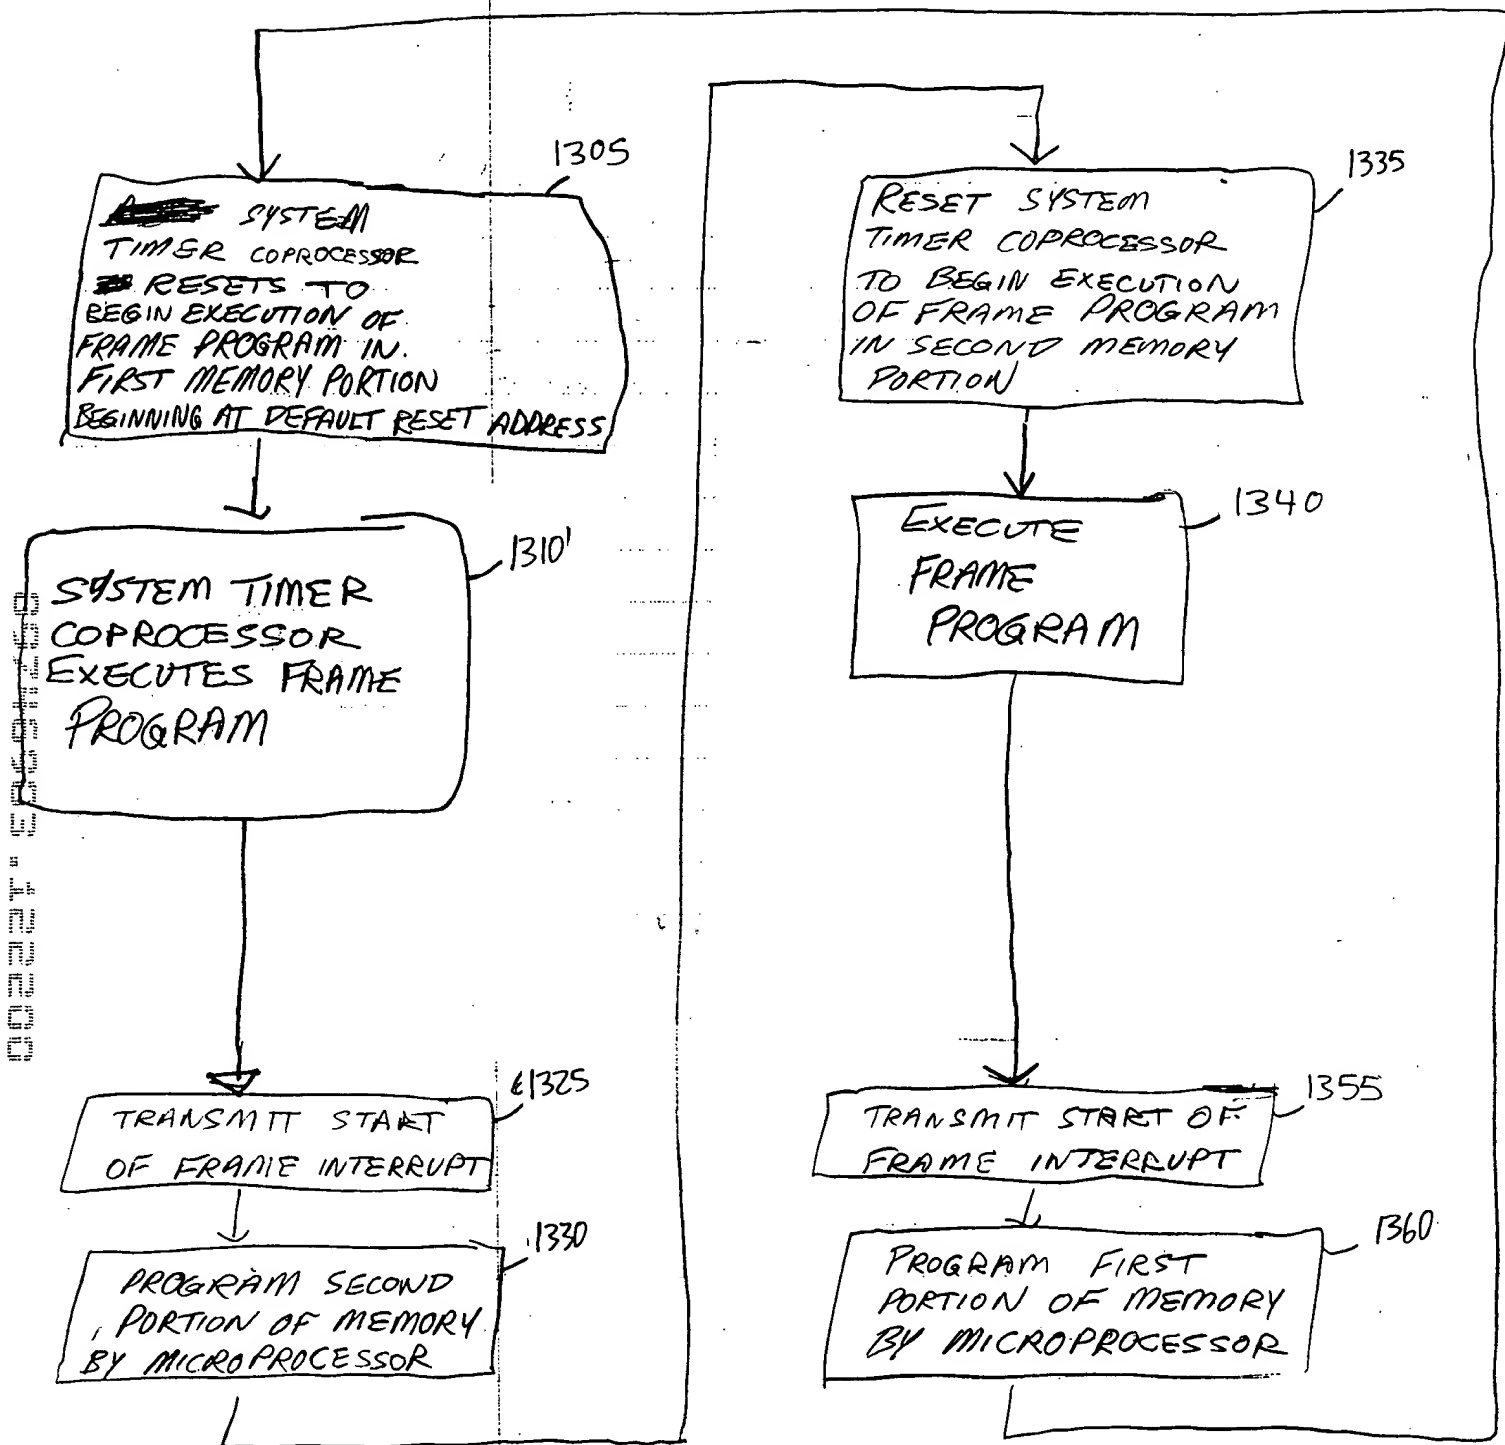 1305
SYSTEM
TIMER COPROCESSOR
RESETS TO
BEGIN EXECUTION OF
FRAME PROGRAM IN
FIRST MEMORY PORTION
BEGINNING AT DEFAULT RESET ADDRESS
1310'
SYSTEM TIMER
COPROCESSOR
EXECUTES FRAME
PROGRAM
1325
TRANSMIT START
OF FRAME INTERRUPT
1330
PROGRAM SECOND
PORTION OF MEMORY
BY MICROPROCESSOR
1335
RESET SYSTEM
TIMER COPROCESSOR
TO BEGIN EXECUTION
OF FRAME PROGRAM
IN SECOND MEMORY
PORTION
1340
EXECUTE
FRAME
PROGRAM
1355
TRANSMIT START OF
FRAME INTERRUPT
1360
PROGRAM FIRST
PORTION OF MEMORY
BY MICROPROCESSOR